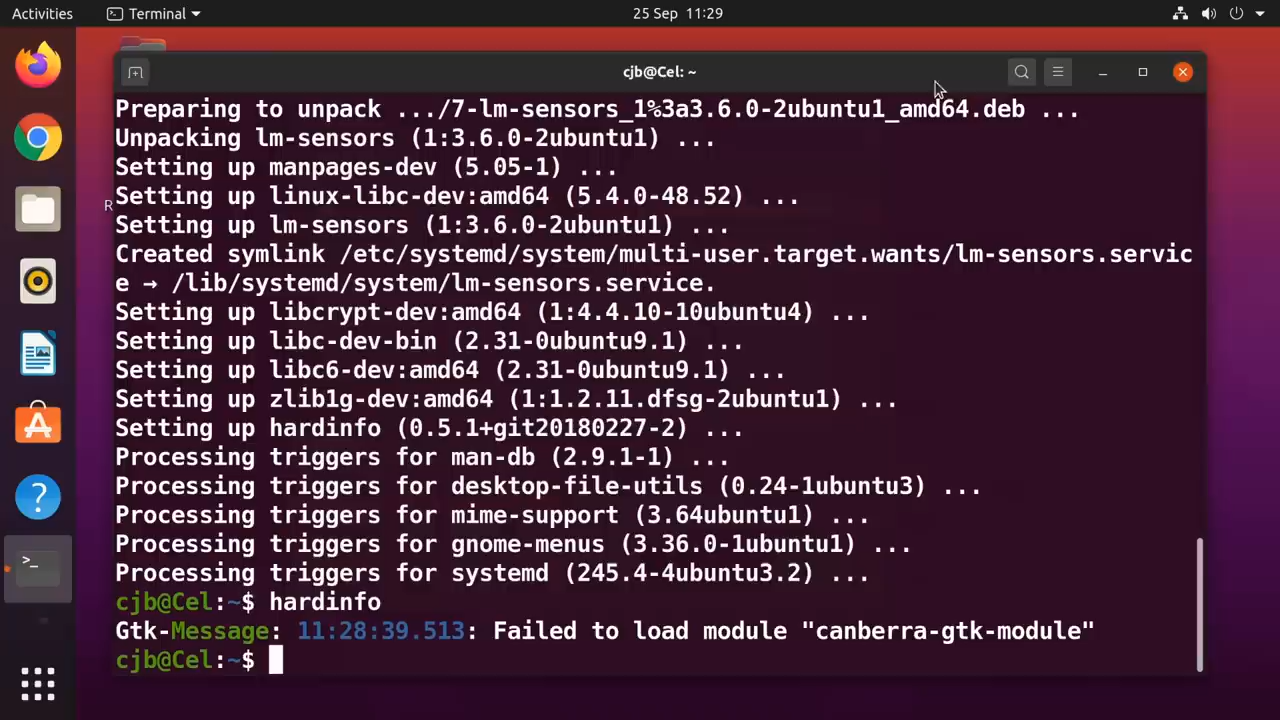 Activities
Terminal
25 Sep 11:29
cjb@Cel: ~
Preparing to unpack .../7-lm-sensors_1%3a3.6.0-2ubuntu1_amd64.deb ...
Unpacking lm-sensors (1:3.6.0-2ubuntu1) ...
Setting up manpages-dev (5.05-1) ...
Setting up linux-libc-dev:amd64 (5.4.0-48.52) ...
R
Setting up lm-sensors (1:3.6.0-2ubuntu1) ...
Created symlink /etc/systemd/system/multi-user.target.wants/lm-sensors.servic
e → /lib/systemd/system/lm-sensors.service.
Setting up libcrypt-dev:amd64 (1:4.4.10-10ubuntu4) ...
Setting up libc-dev-bin (2.31-0ubuntu9.1) ...
Setting up libc6-dev:amd64 (2.31-0ubuntu9.1) ...
Setting up zlib1g-dev:amd64 (1:1.2.11.dfsg-2ubuntu1) ...
Setting up hardinfo (0.5.1+git20180227-2) ...
Processing triggers for man-db (2.9.1-1) ...
Processing triggers for desktop-file-utils (0.24-1ubuntu3) ...
Processing triggers for mime-support (3.64ubuntu1) ...
Processing triggers for gnome-menus (3.36.0-1ubuntu1) ...
Processing triggers for systemd (245.4-4ubuntu3.2) ...
cjb@Cel:~$ hardinfo
Gtk-Message: 11:28:39.513: Failed to load module "canberra-gtk-module"
cjb@Cel:~$